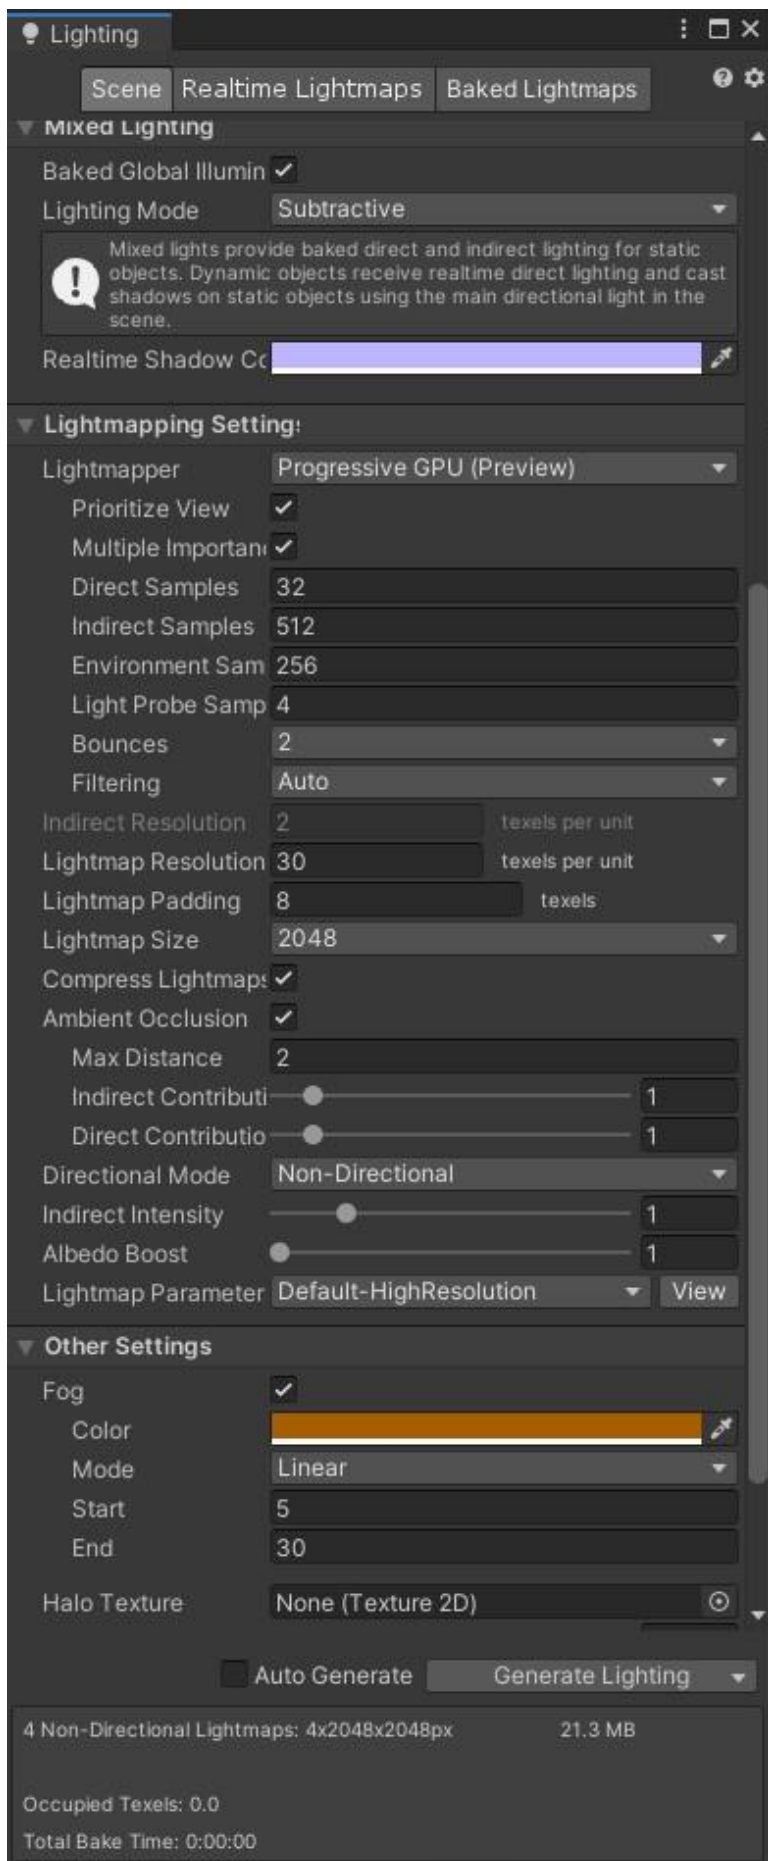 Lighting
Scene Realtime Lightmaps Baked Lightmaps
Mixed Lighting
Baked Global Illumin
Lighting Mode Subtractive
Mixed lights provide baked direct and indirect lighting for static
objects. Dynamic objects receive realtime direct lighting and cast
shadows on static objects using the main directional light in the
scene.
Realtime Shadow Co
Lightmapping Settings
Lightmapper Progressive GPU (Preview)
Prioritize View
Multiple Importan
Direct Samples 32
Indirect Samples 512
Environment Sam 256
Light Probe Samp 4
Bounces 2
Filtering Auto
Indirect Resolution 2 texels per unit
Lightmap Resolution 30 texels per unit
Lightmap Padding 8 texels
Lightmap Size 2048
Compress Lightmaps
Ambient Occlusion
Max Distance 2
Indirect Contributi 1
Direct Contributio 1
Directional Mode Non-Directional
Indirect Intensity 1
Albedo Boost 1
Lightmap Parameter Default-HighResolution View
Other Settings
Fog
Color
Mode Linear
Start 5
End 30
Halo Texture None (Texture 2D)
Auto Generate Generate Lighting
4 Non-Directional Lightmaps: 4x2048x2048px 21.3 MB
Occupied Texels: 0.0
Total Bake Time: 0:00:00